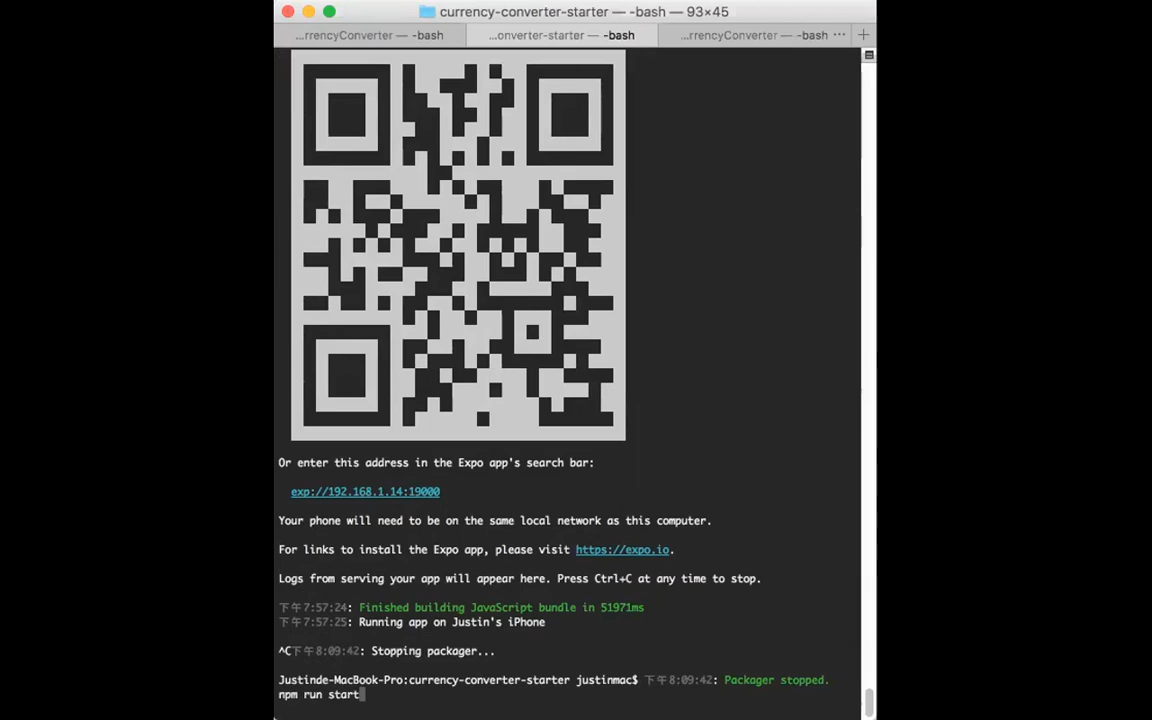 currency-converter-starter — -bash — 93×45
...rrencyConverter — -bash
...onverter-starter — -bash
...rrencyConverter — -bash ...
Or enter this address in the Expo app's search bar:
exp://192.168.1.14:19000
Your phone will need to be on the same local network as this computer.
For links to install the Expo app, please visit https://expo.io.
Logs from serving your app will appear here. Press Ctrl+C at any time to stop.
下午7:57:24: Finished building JavaScript bundle in 51971ms
下午7:57:25: Running app on Justin's iPhone
^C下午8:09:42: Stopping packager...
Justinde-MacBook-Pro:currency-converter-starter justinmac$ 下午8:09:42: Packager stopped.
npm run start